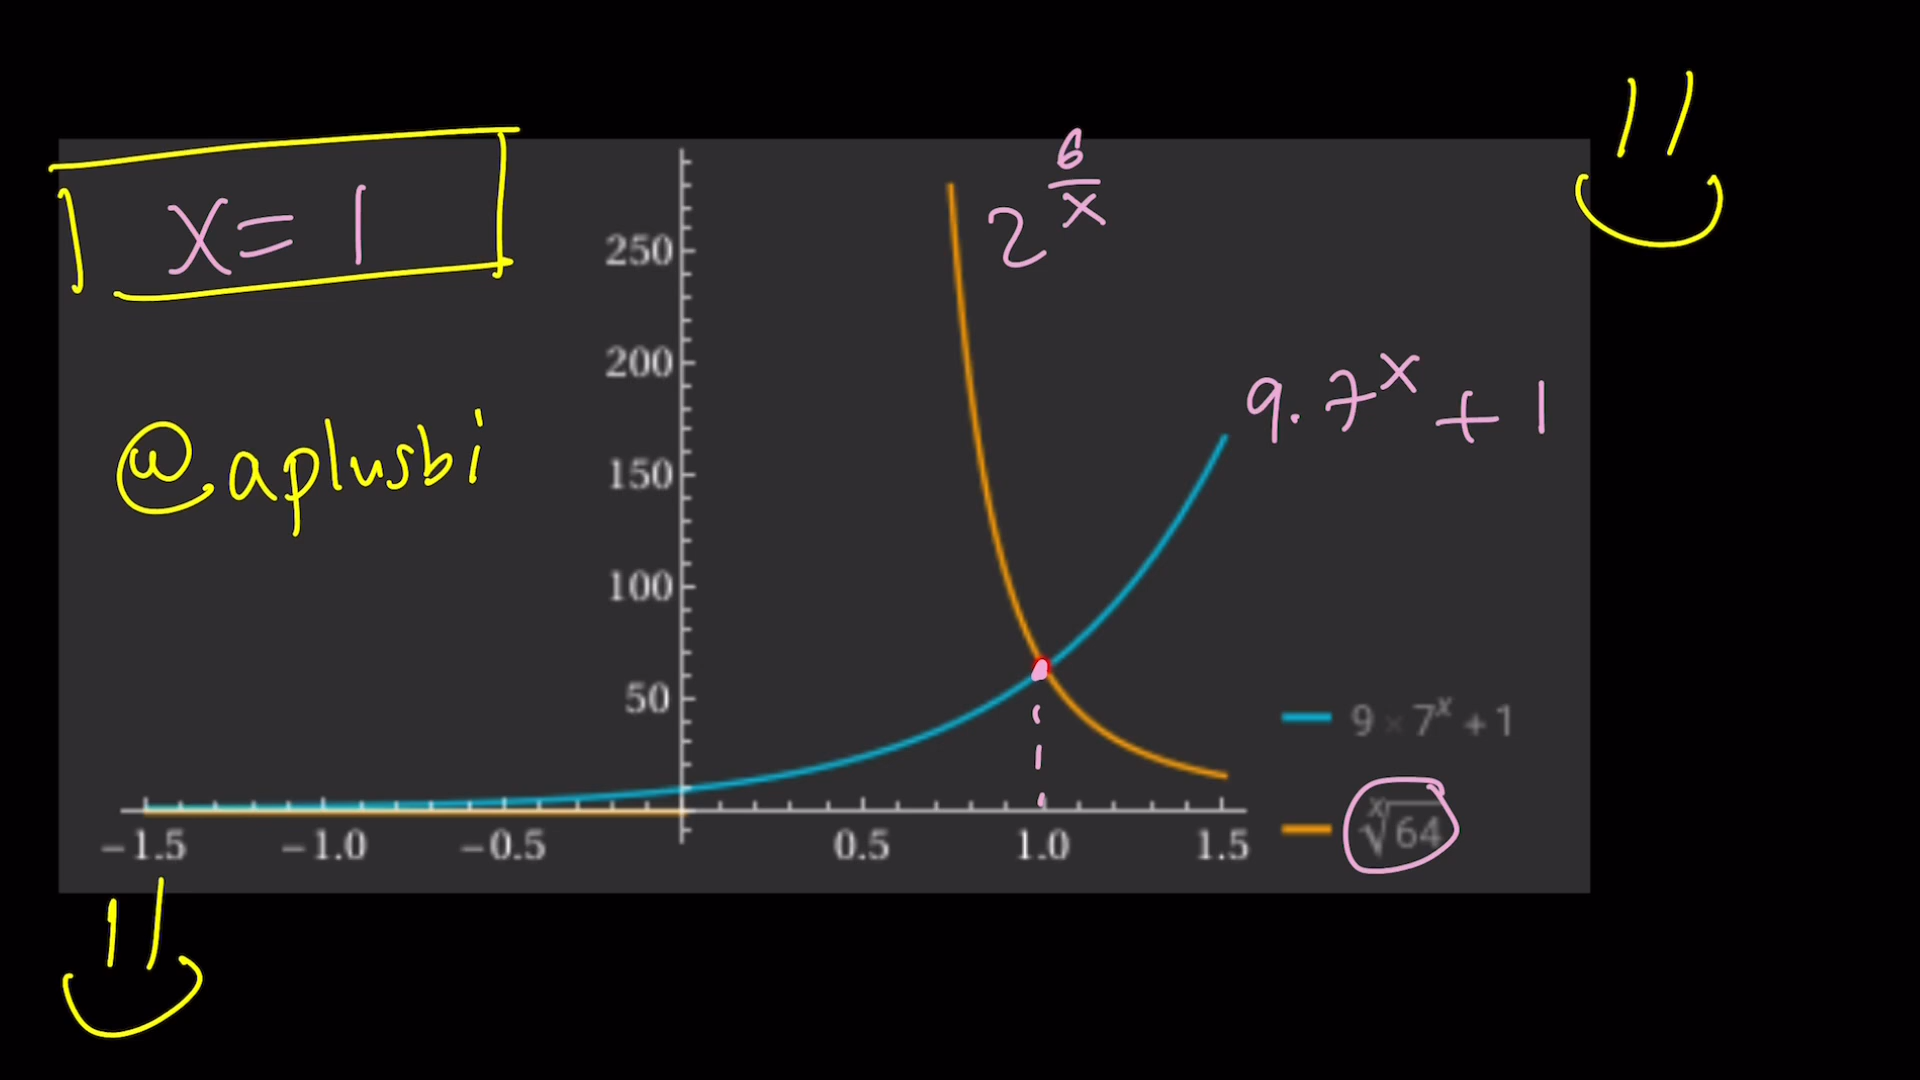 x = 1
@aplusbi
2^{6/x}
9·7^x + 1
250
200
150
100
50
−1.5 −1.0 −0.5 0.5 1.0 1.5
9 × 7^x + 1
\sqrt[x]{64}